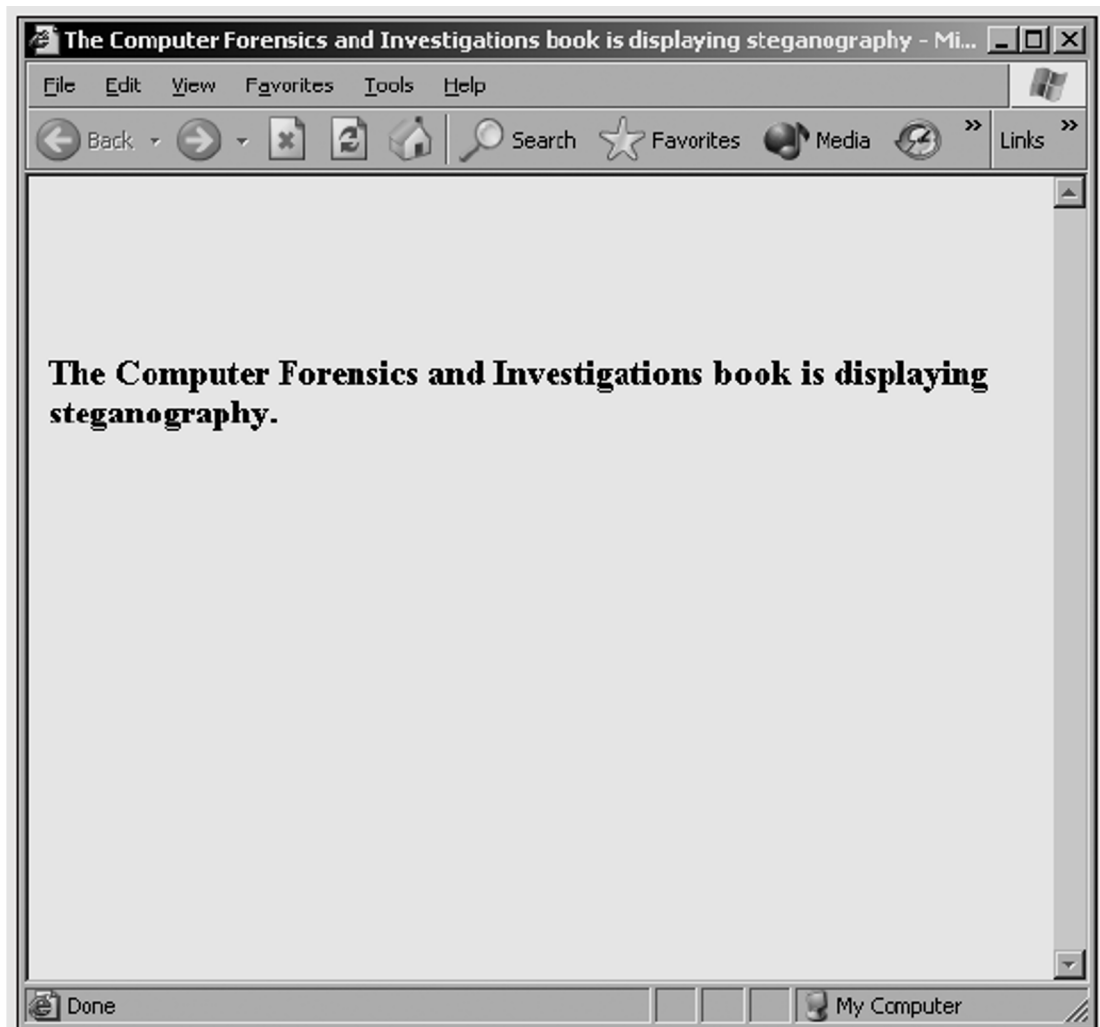 The Computer Forensics and Investigations book is displaying steganography - Mi...
File Edit View Favorites Tools Help
Back Search Favorites Media » Links »
The Computer Forensics and Investigations book is displaying
steganography.
Done My Computer